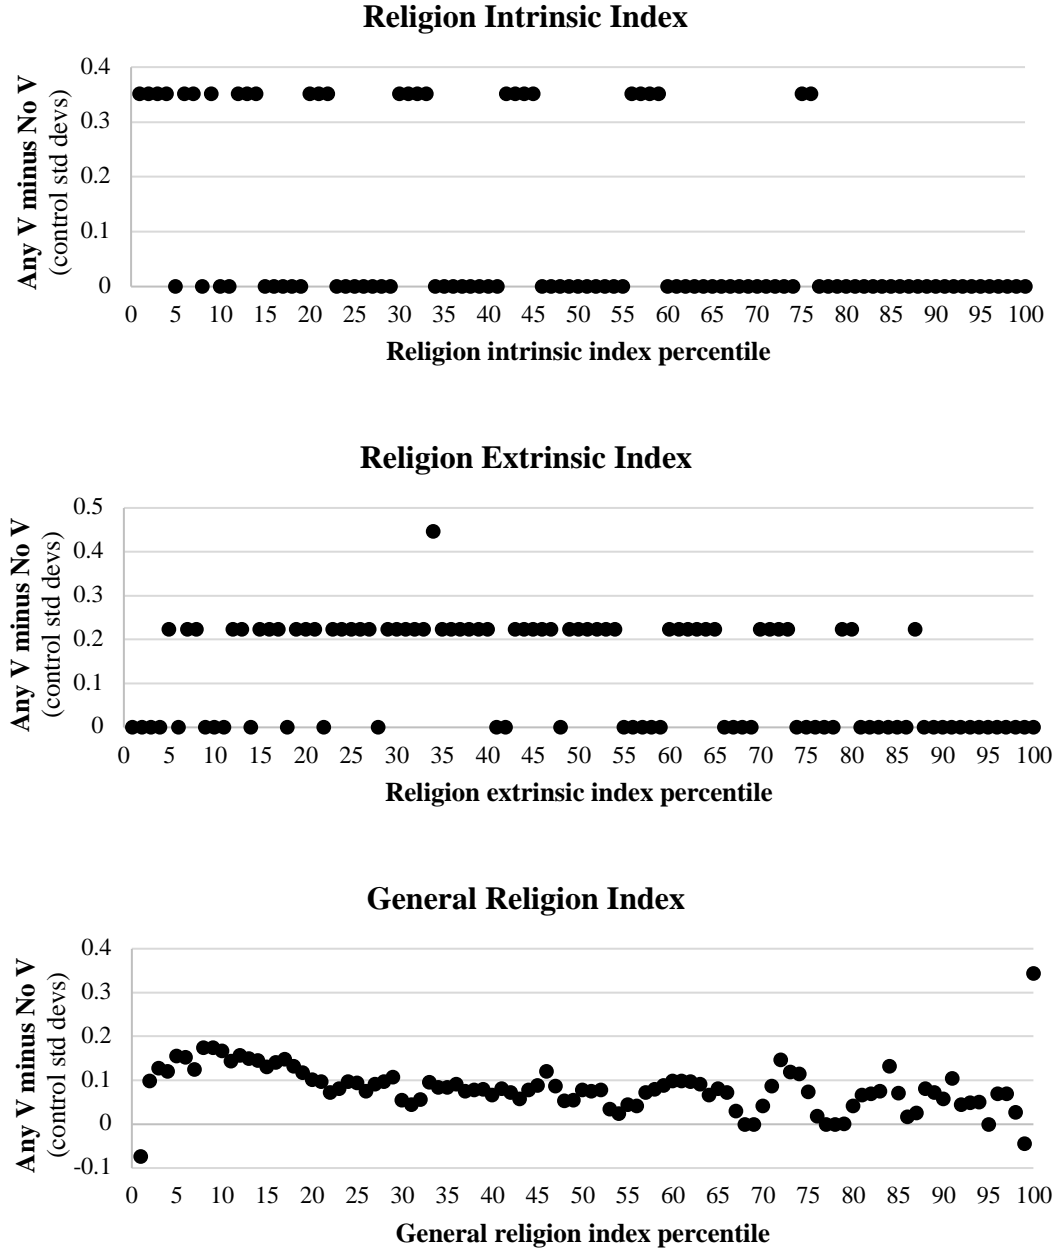 Religion Intrinsic Index
Any V minus No V
(control std devs)
0.4
0.3
0.2
0.1
0
0 5 10 15 20 25 30 35 40 45 50 55 60 65 70 75 80 85 90 95 100
Religion intrinsic index percentile
Religion Extrinsic Index
Any V minus No V
(control std devs)
0.5
0.4
0.3
0.2
0.1
0
0 5 10 15 20 25 30 35 40 45 50 55 60 65 70 75 80 85 90 95 100
Religion extrinsic index percentile
General Religion Index
Any V minus No V
(control std devs)
0.4
0.3
0.2
0.1
0
-0.1
0 5 10 15 20 25 30 35 40 45 50 55 60 65 70 75 80 85 90 95 100
General religion index percentile